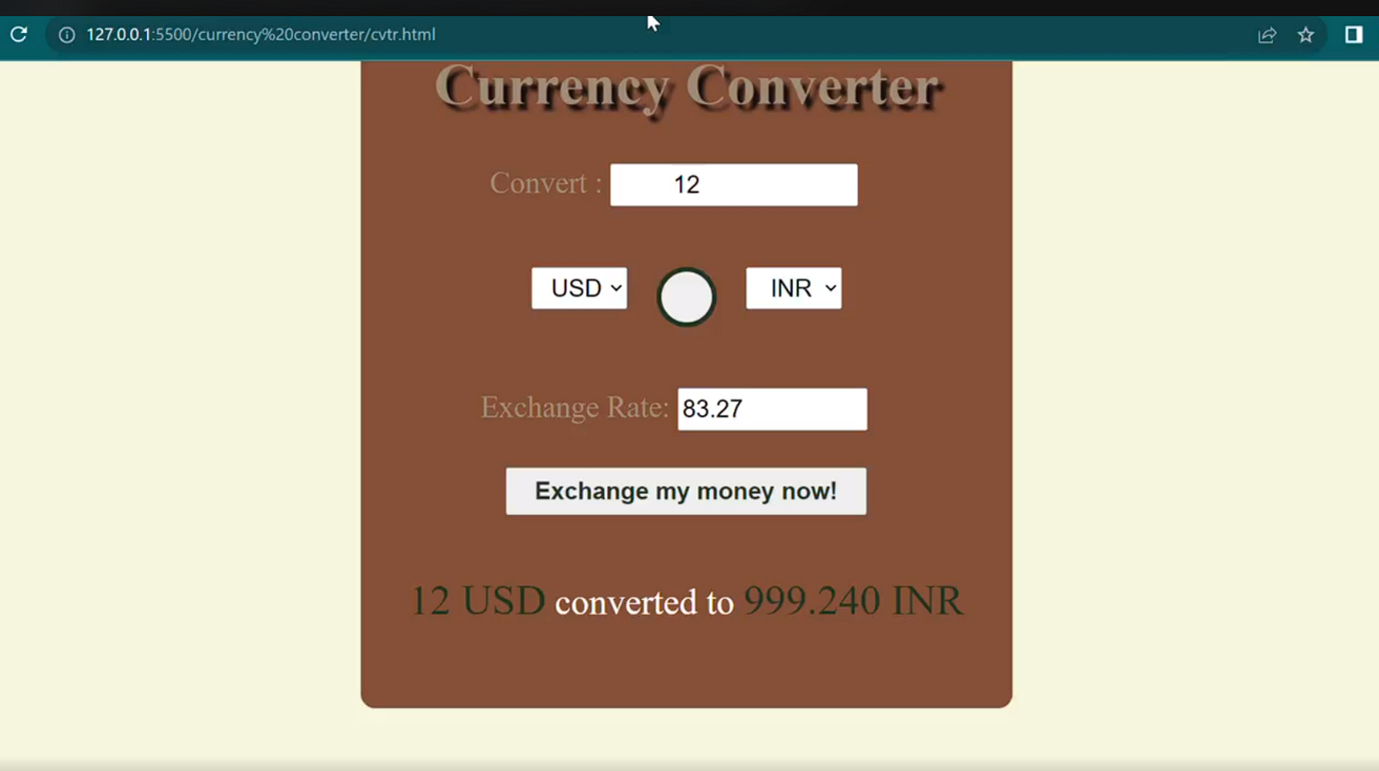 127.0.0.1:5500/currency%20converter/cvtr.html
Currency Converter
Convert : 12
USD INR
Exchange Rate: 83.27
Exchange my money now!
12 USD converted to 999.240 INR